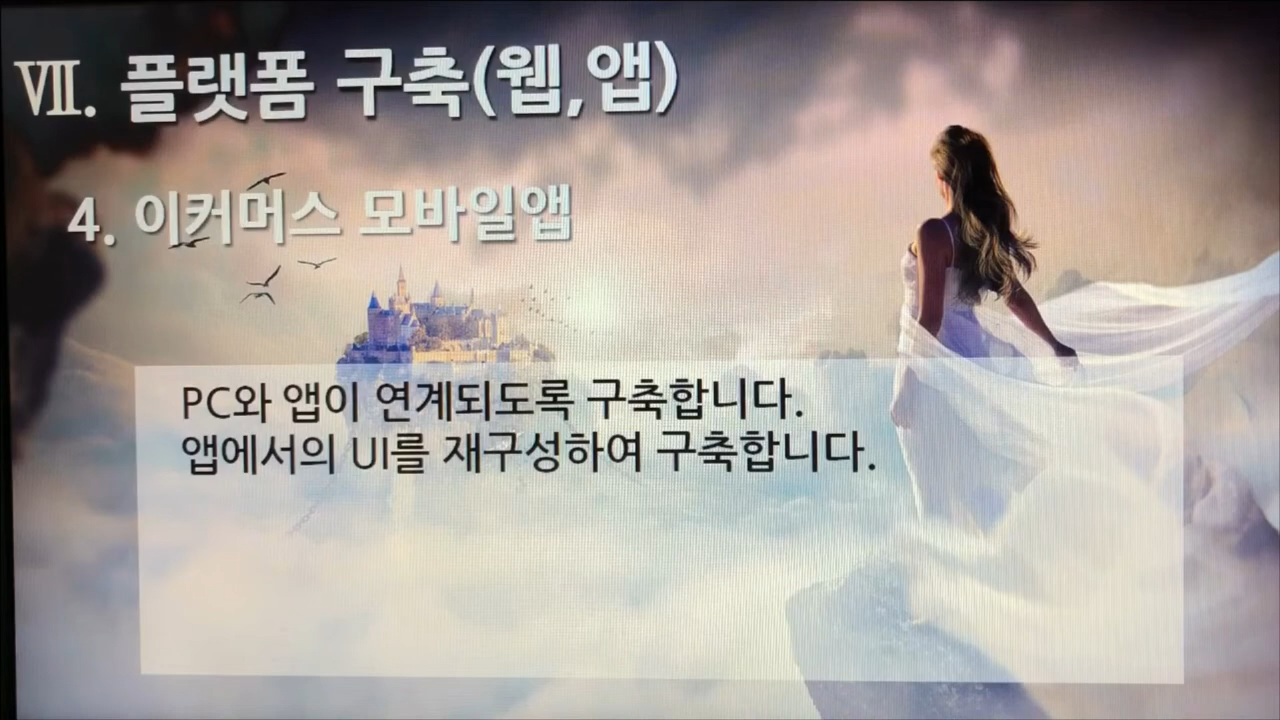 Ⅶ. 플랫폼 구축(웹,앱)
4. 이커머스 모바일앱
PC와 앱이 연계되도록 구축합니다.
앱에서의 UI를 재구성하여 구축합니다.